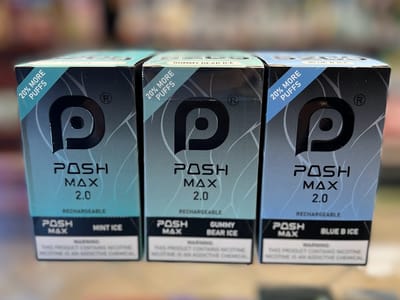 20% MORE
PUFFS
®
POSH
MAX
2.0
RECHARGEABLE
POSH
MAX
MINT ICE
WARNING:
THIS PRODUCT CONTAINS NICOTINE
NICOTINE IS AN ADDICTIVE CHEMICAL
GUMMY BEAR ICE
20% MORE
PUFFS
®
POSH
MAX
2.0
RECHARGEABLE
POSH
MAX
GUMMY
BEAR ICE
WARNING:
THIS PRODUCT CONTAINS NICOTINE
NICOTINE IS AN ADDICTIVE CHEMICAL
20% MORE
PUFFS
®
POSH
MAX
2.0
RECHARGEABLE
POSH
MAX
BLUE B ICE
WARNING:
THIS PRODUCT CONTAINS NICOTINE
NICOTINE IS AN ADDICTIVE CHEMICAL